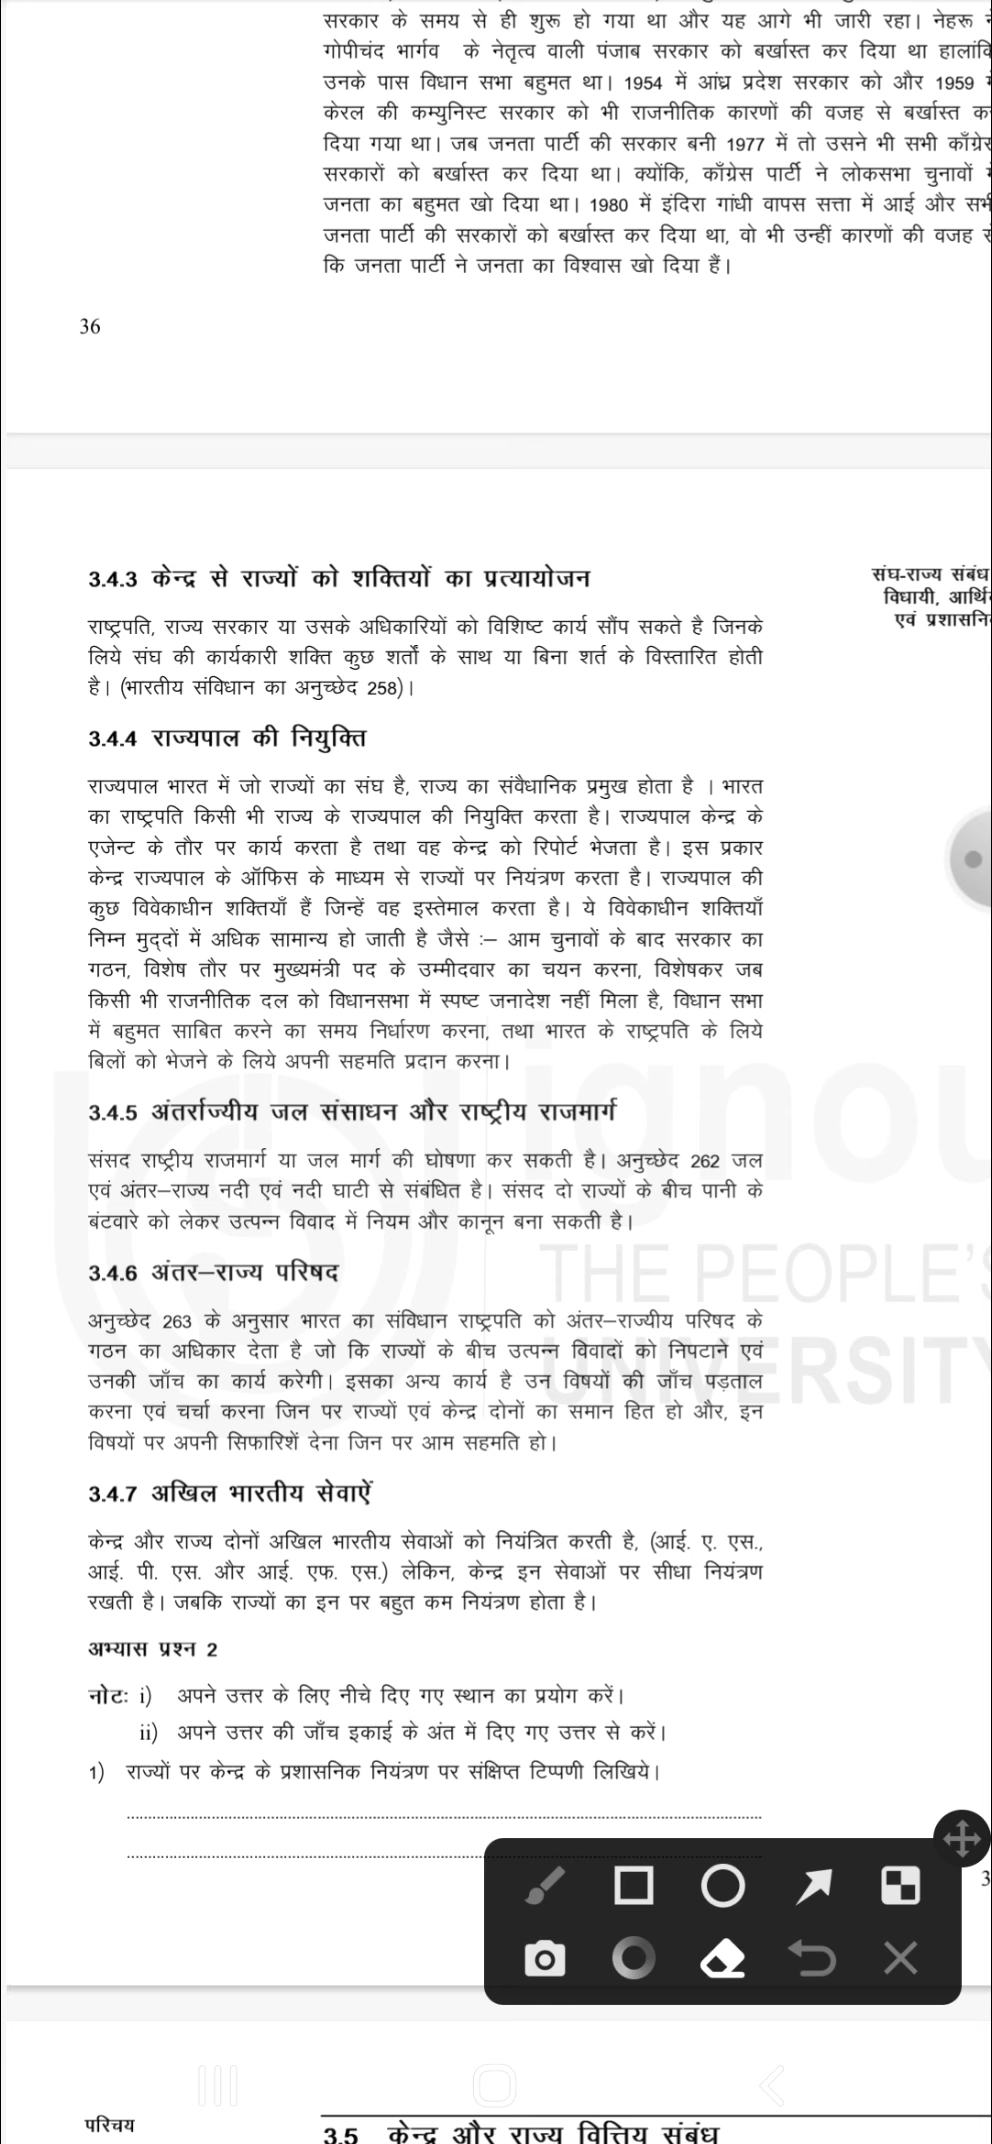 सरकार के समय से ही शुरू हो गया था और यह आगे भी जारी रहा। नेहरू
गोपीचंद भार्गव के नेतृत्व वाली पंजाब सरकार को बर्खास्त कर दिया था
उनके पास विधान सभा बहुमत था। 1954 में आंध्र प्रदेश सरकार को और 1959
केरल की कम्युनिस्ट सरकार को भी राजनीतिक कारणों की वजह से बर्खास्त
दिया गया था। जब जनता पार्टी की सरकार बनी 1977 में तो उसने भी सभी
सरकारों को बर्खास्त कर दिया था। क्योंकि, काँग्रेस पार्टी ने लोकसभा चुनावों
जनता का बहुमत खो दिया था। 1980 में इंदिरा गांधी वापस सत्ता में आई और
जनता पार्टी की सरकारों को बर्खास्त कर दिया था, वो भी उन्हीं कारणों की वजह
कि जनता पार्टी ने जनता का विश्वास खो दिया हैं।
36
3.4.3 केन्द्र से राज्यों को शक्तियों का प्रत्यायोजन
संघ-राज्य संबंध
विधायी,
एवं
राष्ट्रपति, राज्य सरकार या उसके अधिकारियों को विशिष्ट कार्य सौंप सकते है जिनके
लिये संघ की कार्यकारी शक्ति कुछ शर्तों के साथ या बिना शर्त के विस्तारित होती
है। (भारतीय संविधान का अनुच्छेद 258)।
3.4.4 राज्यपाल की नियुक्ति
राज्यपाल भारत में जो राज्यों का संघ है, राज्य का संवैधानिक प्रमुख होता है । भारत
का राष्ट्रपति किसी भी राज्य के राज्यपाल की नियुक्ति करता है। राज्यपाल केन्द्र के
एजेन्ट के तौर पर कार्य करता है तथा वह केन्द्र को रिपोर्ट भेजता है। इस प्रकार
केन्द्र राज्यपाल के ऑफिस के माध्यम से राज्यों पर नियंत्रण करता है। राज्यपाल की
कुछ विवेकाधीन शक्तियाँ हैं जिन्हें वह इस्तेमाल करता है। ये विवेकाधीन शक्तियाँ
निम्न मुद्दों में अधिक सामान्य हो जाती है जैसे :– आम चुनावों के बाद सरकार का
गठन, विशेष तौर पर मुख्यमंत्री पद के उम्मीदवार का चयन करना, विशेषकर जब
किसी भी राजनीतिक दल को विधानसभा में स्पष्ट जनादेश नहीं मिला है, विधान सभा
में बहुमत साबित करने का समय निर्धारण करना, तथा भारत के राष्ट्रपति के लिये
बिलों को भेजने के लिये अपनी सहमति प्रदान करना।
3.4.5 अंतर्राज्यीय जल संसाधन और राष्ट्रीय राजमार्ग
संसद राष्ट्रीय राजमार्ग या जल मार्ग की घोषणा कर सकती है। अनुच्छेद 262 जल
एवं अंतर–राज्य नदी एवं नदी घाटी से संबंधित है। संसद दो राज्यों के बीच पानी के
बंटवारे को लेकर उत्पन्न विवाद में नियम और कानून बना सकती है।
3.4.6 अंतर–राज्य परिषद
अनुच्छेद 263 के अनुसार भारत का संविधान राष्ट्रपति को अंतर–राज्यीय परिषद के
गठन का अधिकार देता है जो कि राज्यों के बीच उत्पन्न विवादों को निपटाने एवं
उनकी जाँच का कार्य करेगी। इसका अन्य कार्य है उन विषयों की जाँच पड़ताल
करना एवं चर्चा करना जिन पर राज्यों एवं केन्द्र दोनों का समान हित हो और, इन
विषयों पर अपनी सिफारिशें देना जिन पर आम सहमति हो।
ignou
THE PEOPLE'S
UNIVERSITY
3.4.7 अखिल भारतीय सेवाऐं
केन्द्र और राज्य दोनों अखिल भारतीय सेवाओं को नियंत्रित करती है, (आई. ए. एस.,
आई. पी. एस. और आई. एफ. एस.) लेकिन, केन्द्र इन सेवाओं पर सीधा नियंत्रण
रखती है। जबकि राज्यों का इन पर बहुत कम नियंत्रण होता है।
अभ्यास प्रश्न 2
नोटः i) अपने उत्तर के लिए नीचे दिए गए स्थान का प्रयोग करें।
ii) अपने उत्तर की जाँच इकाई के अंत में दिए गए उत्तर से करें।
1) राज्यों पर केन्द्र के प्रशासनिक नियंत्रण पर संक्षिप्त टिप्पणी लिखिये।
3
परिचय
3.5 केन्द्र और राज्य वित्तिय संबंध